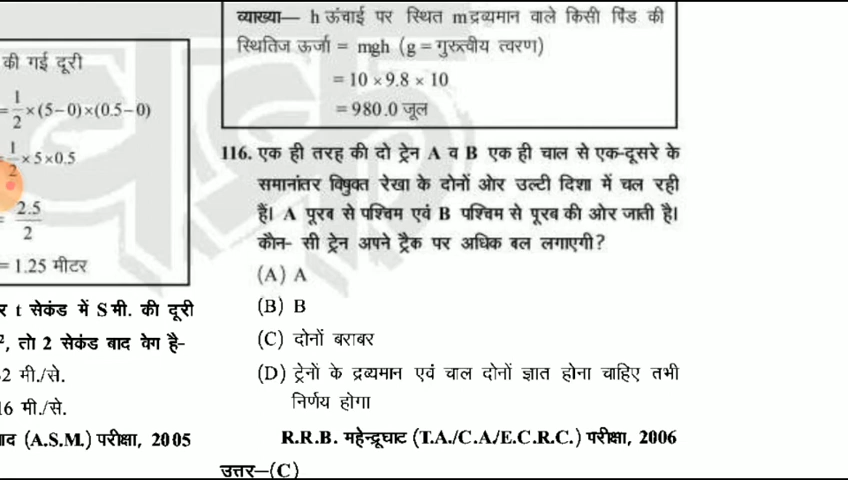 की गई दूरी
= 1/2 ×(5−0)×(0.5−0)
= 1/2 ×5×0.5
= 2.5/2
= 1.25 मीटर
र t सेकंड में S मी. की दूरी
², तो 2 सेकंड बाद वेग है-
2 मी./से.
16 मी./से.
ाद (A.S.M.) परीक्षा, 2005
व्याख्या— h ऊंचाई पर स्थित m द्रव्यमान वाले किसी पिंड की
स्थितिज ऊर्जा = mgh (g = गुरुत्वीय त्वरण)
= 10 × 9.8 × 10
= 980.0 जूल
116. एक ही तरह की दो ट्रेन A व B एक ही चाल से एक-दूसरे के
समानांतर विषुवत रेखा के दोनों ओर उल्टी दिशा में चल रही
हैं। A पूरब से पश्चिम एवं B पश्चिम से पूरब की ओर जाती है।
कौन- सी ट्रेन अपने ट्रैक पर अधिक बल लगाएगी?
(A) A
(B) B
(C) दोनों बराबर
(D) ट्रेनों के द्रव्यमान एवं चाल दोनों ज्ञात होना चाहिए तभी
निर्णय होगा
R.R.B. महेन्द्रूघाट (T.A./C.A/E.C.R.C.) परीक्षा, 2006
उत्तर—(C)